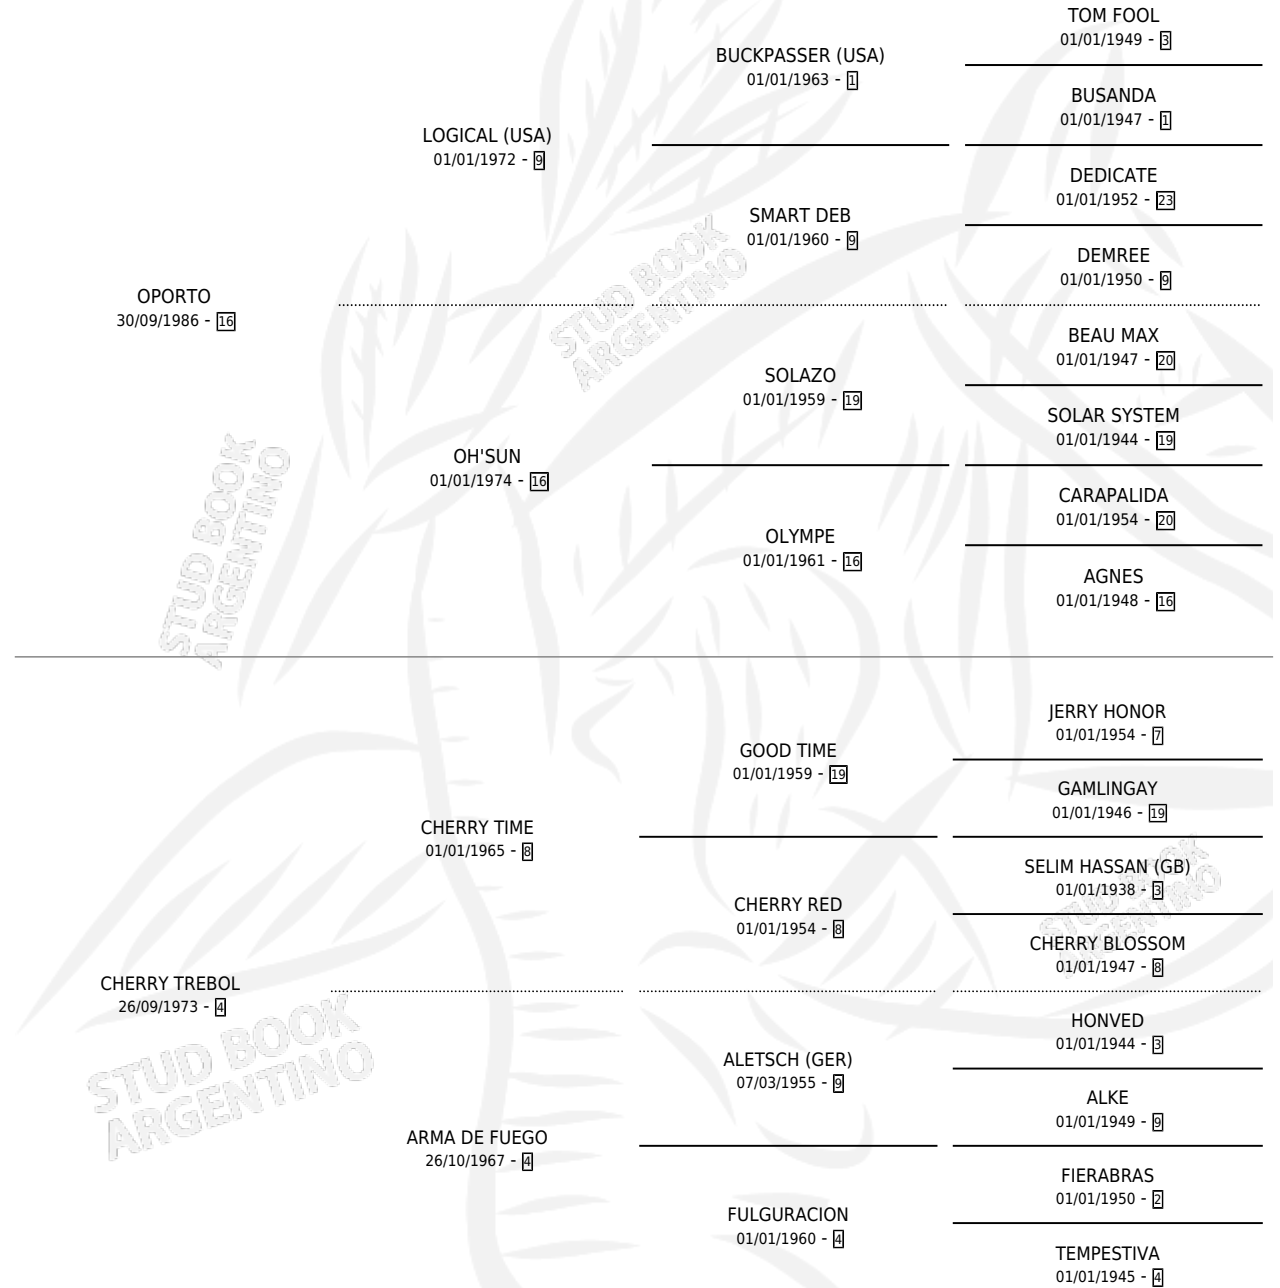 TOM FOOL
01/01/1949 - 3
BUCKPASSER (USA)
01/01/1963 - 1
BUSANDA
01/01/1947 - 1
LOGICAL (USA)
01/01/1972 - 9
DEDICATE
01/01/1952 - 23
SMART DEB
01/01/1960 - 9
DEMREE
01/01/1950 - 9
OPORTO
30/09/1986 - 16
BEAU MAX
01/01/1947 - 20
SOLAZO
01/01/1959 - 19
SOLAR SYSTEM
01/01/1944 - 19
OH'SUN
01/01/1974 - 16
CARAPALIDA
01/01/1954 - 20
OLYMPE
01/01/1961 - 16
AGNES
01/01/1948 - 16
JERRY HONOR
01/01/1954 - 7
GOOD TIME
01/01/1959 - 19
GAMLINGAY
01/01/1946 - 19
CHERRY TIME
01/01/1965 - 8
SELIM HASSAN (GB)
01/01/1938 - 3
CHERRY RED
01/01/1954 - 8
CHERRY BLOSSOM
01/01/1947 - 8
CHERRY TREBOL
26/09/1973 - 4
HONVED
01/01/1944 - 3
ALETSCH (GER)
07/03/1955 - 9
ALKE
01/01/1949 - 9
ARMA DE FUEGO
26/10/1967 - 4
FIERABRAS
01/01/1950 - 2
FULGURACION
01/01/1960 - 4
TEMPESTIVA
01/01/1945 - 4
STUD BOOK
ARGENTINO
STUD BOOK
ARGENTINO
STUD BOOK
ARGENTINO
STUD BOOK
ARGENTINO